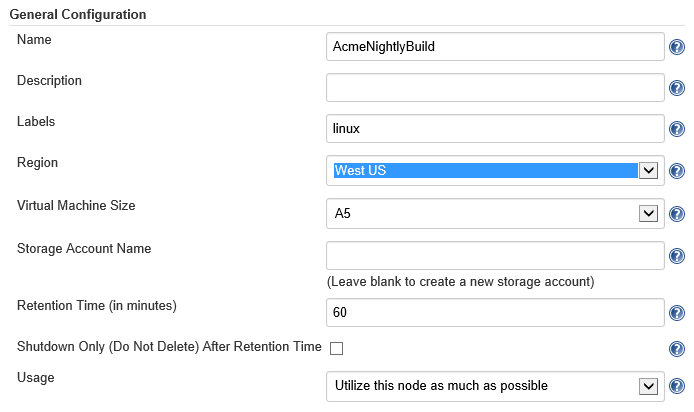 General Configuration
Name AcmeNightlyBuild
Description
Labels linux
Region West US
Virtual Machine Size A5
Storage Account Name
(Leave blank to create a new storage account)
Retention Time (in minutes) 60
Shutdown Only (Do Not Delete) After Retention Time
Usage Utilize this node as much as possible